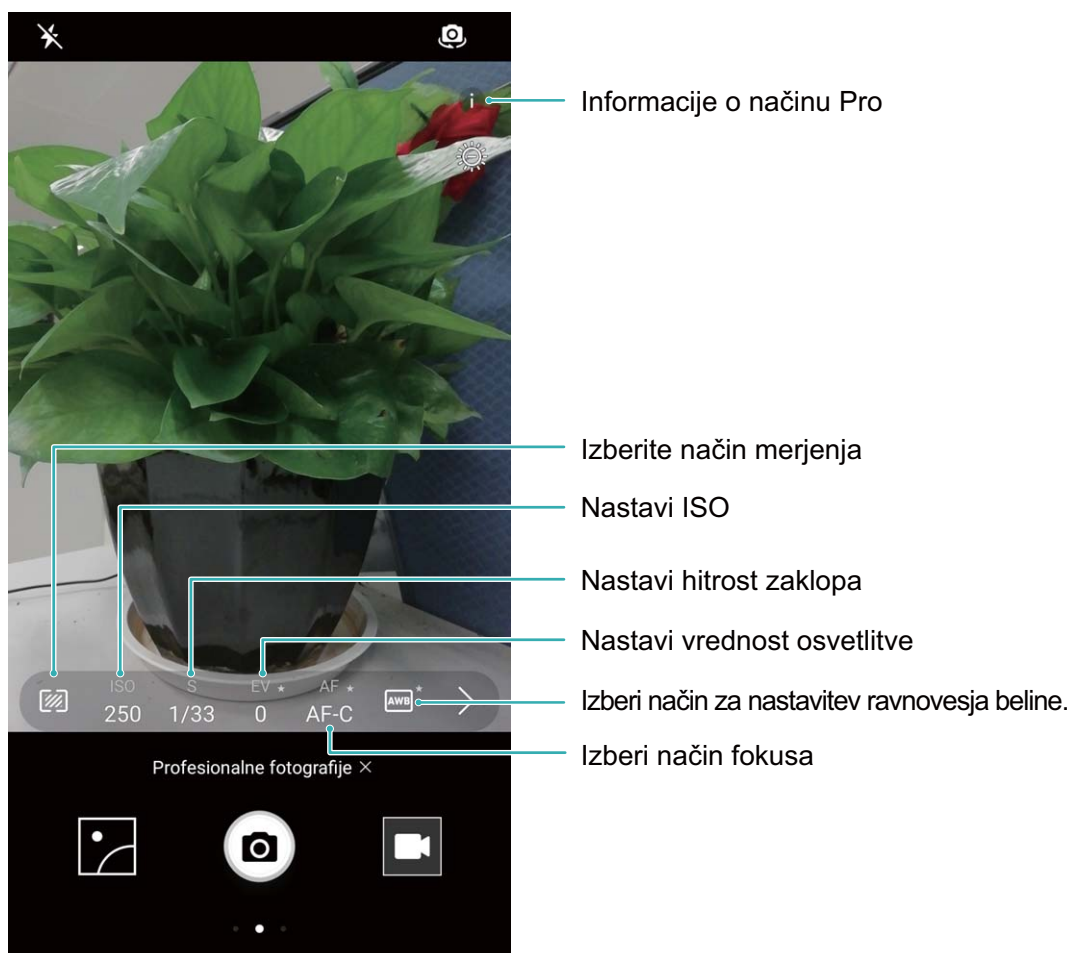 i
Informacije o načinu Pro
Izberite način merjenja
Nastavi ISO
Nastavi hitrost zaklopa
Nastavi vrednost osvetlitve
ISO S EV AF
250 1/33 0 AF-C AWB
Izberi način za nastavitev ravnovesja beline.
Izberi način fokusa
Profesionalne fotografije ×